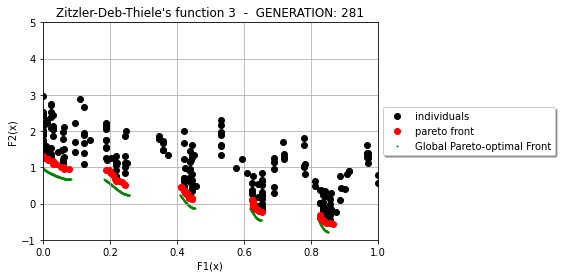 Zitzler-Deb-Thiele's function 3 - GENERATION: 281
5
4
3
2
1
0
−1
F2(x)
0.0 0.2 0.4 0.6 0.8 1.0
F1(x)
individuals
pareto front
Global Pareto-optimal Front